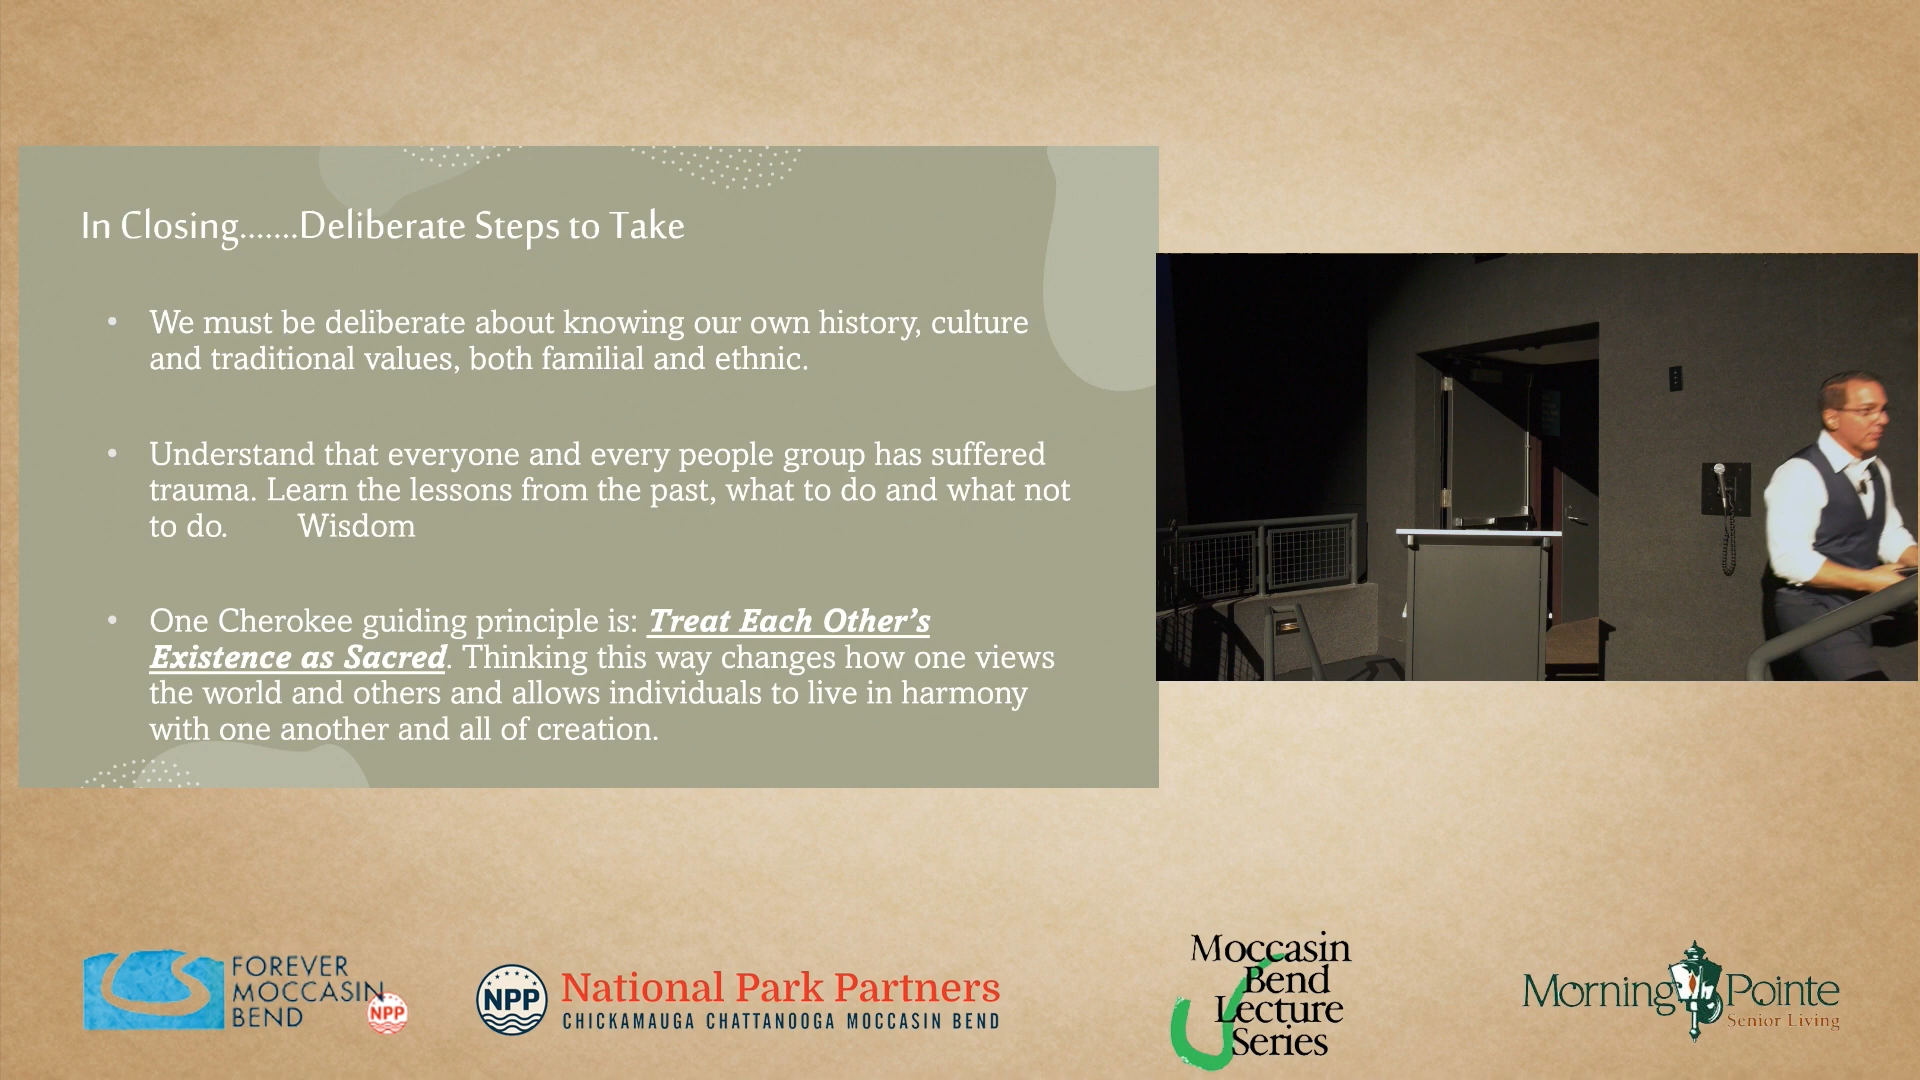 In Closing.......Deliberate Steps to Take
• We must be deliberate about knowing our own history, culture
and traditional values, both familial and ethnic.
• Understand that everyone and every people group has suffered
trauma. Learn the lessons from the past, what to do and what not
to do. Wisdom
• One Cherokee guiding principle is: Treat Each Other's
Existence as Sacred. Thinking this way changes how one views
the world and others and allows individuals to live in harmony
with one another and all of creation.
FOREVER
MOCCASIN
BEND
NPP
NPP
National Park Partners
CHICKAMAUGA CHATTANOOGA MOCCASIN BEND
Moccasin
Bend
Lecture
Series
Morning Pointe
Senior Living